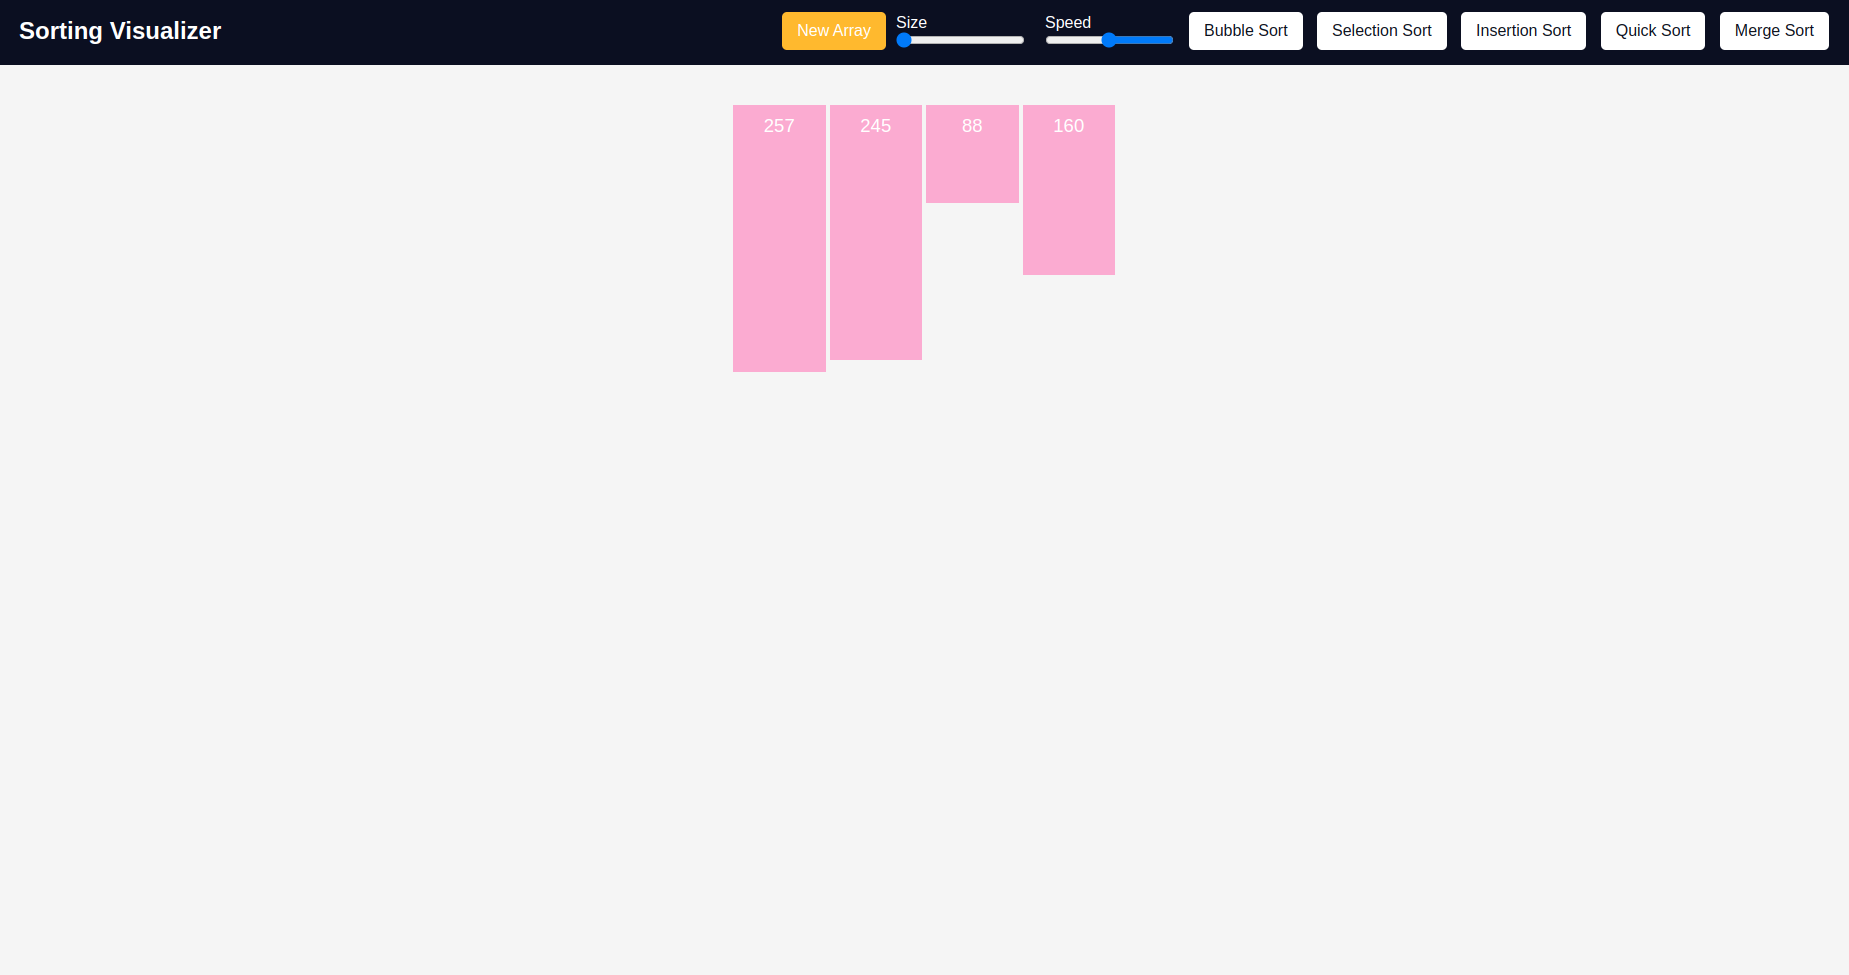 Sorting Visualizer
New Array
Size
Speed
Bubble Sort
Selection Sort
Insertion Sort
Quick Sort
Merge Sort
257
245
88
160